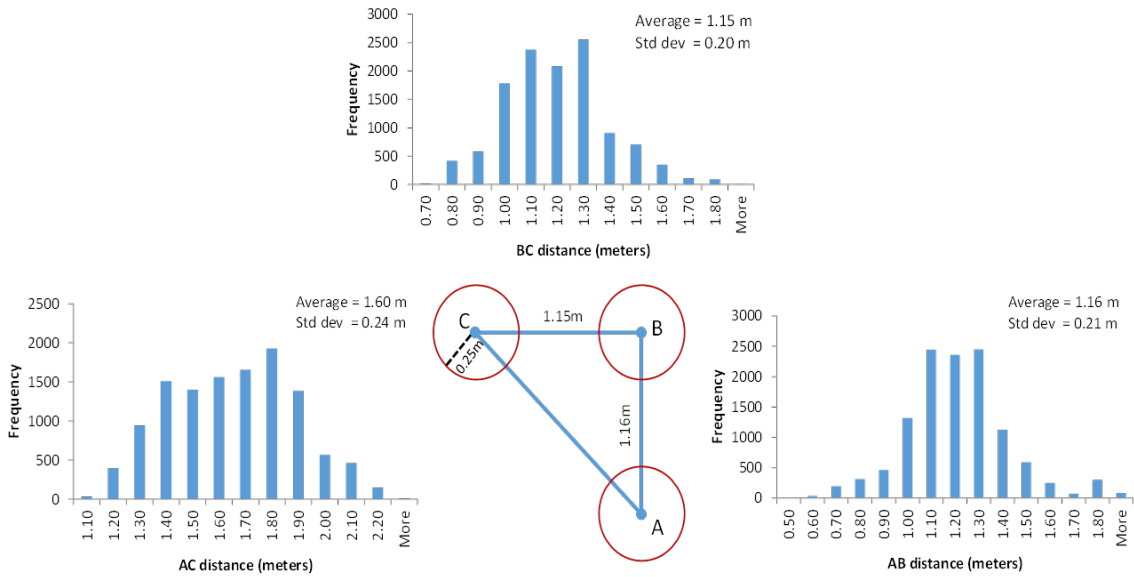 3000
2500
2000
1500
1000
500
0
Frequency
Average = 1.15 m
Std dev = 0.20 m
0.70
0.80
0.90
1.00
1.10
1.20
1.30
1.40
1.50
1.60
1.70
1.80
More
BC distance (meters)
2500
2000
1500
1000
500
0
Frequency
Average = 1.60 m
Std dev = 0.24 m
1.10
1.20
1.30
1.40
1.50
1.60
1.70
1.80
1.90
2.00
2.10
2.20
More
AC distance (meters)
C
1.15m
B
0.25m
1.16m
A
3000
2500
2000
1500
1000
500
0
Frequency
Average = 1.16 m
Std dev = 0.21 m
0.50
0.60
0.70
0.80
0.90
1.00
1.10
1.20
1.30
1.40
1.50
1.60
1.70
1.80
More
AB distance (meters)